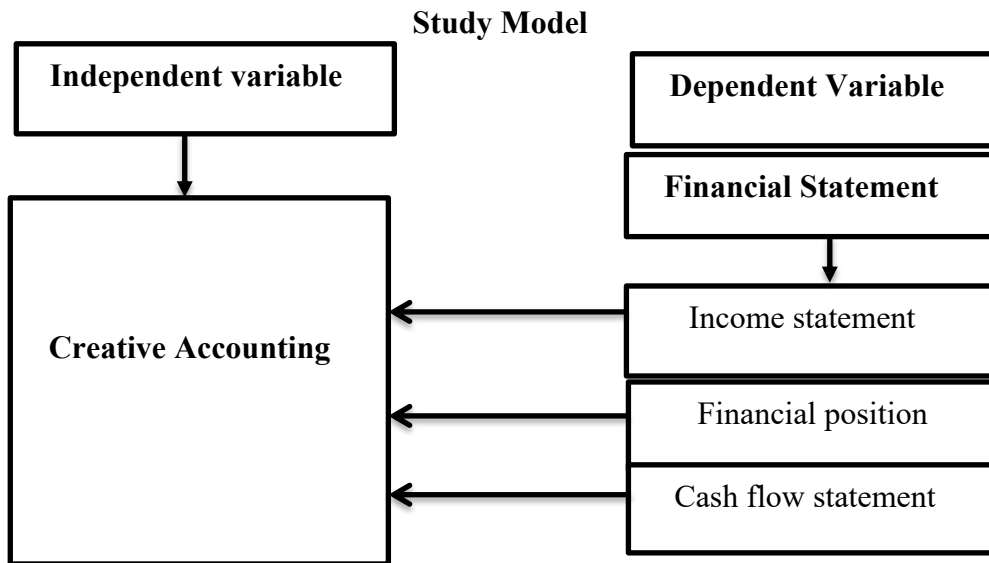 Study Model
Independent variable
Dependent Variable
Financial Statement
Creative Accounting
Income statement
Financial position
Cash flow statement